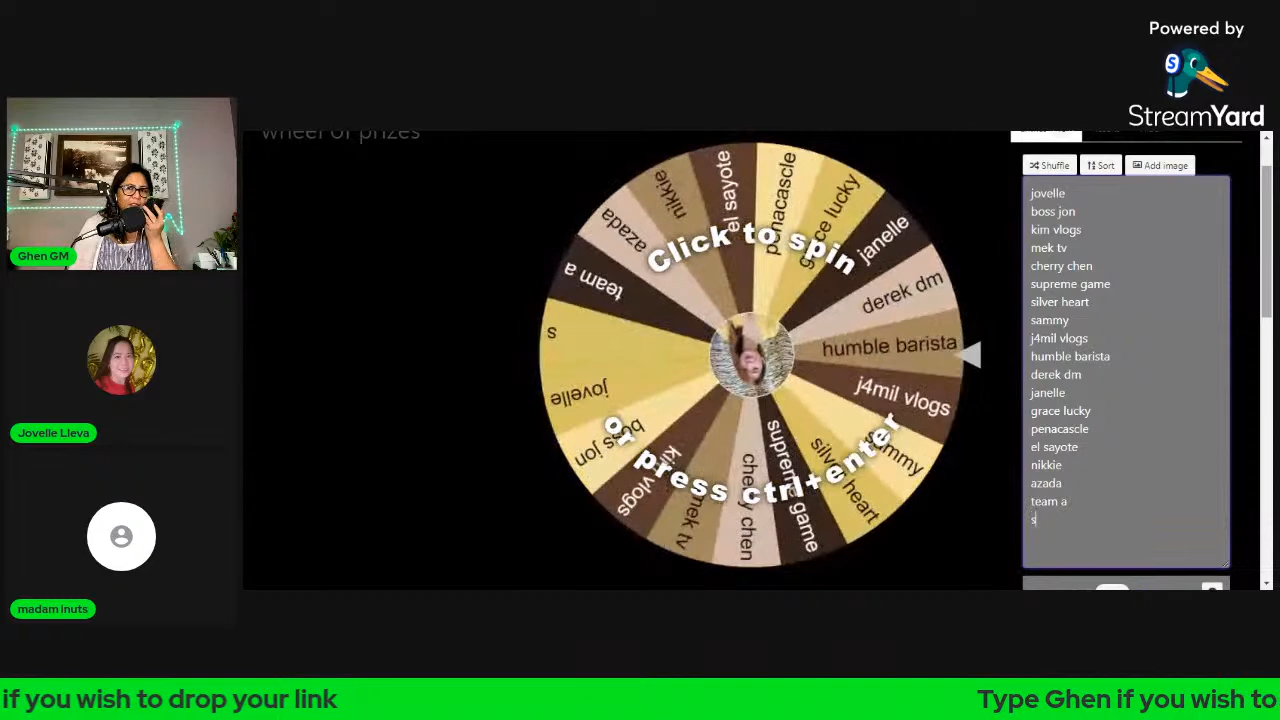 Powered by
StreamYard
wheel of prizes
Shuffle
Sort
Add image
jovelle
boss jon
kim vlogs
mek tv
cherry chen
supreme game
silver heart
sammy
j4mil vlogs
humble barista
derek dm
janelle
grace lucky
penacascle
el sayote
nikkie
azada
team a
s
Click to spin
or press ctrl+enter
el sayote
penacascle
grace lucky
janelle
derek dm
humble barista
j4mil vlogs
sammy
silver heart
supreme game
cherry chen
mek tv
kim vlogs
boss jon
jovelle
s
team a
azada
nikkie
Ghen GM
Jovelle Lleva
madam inuts
if you wish to drop your link
Type Ghen if you wish to